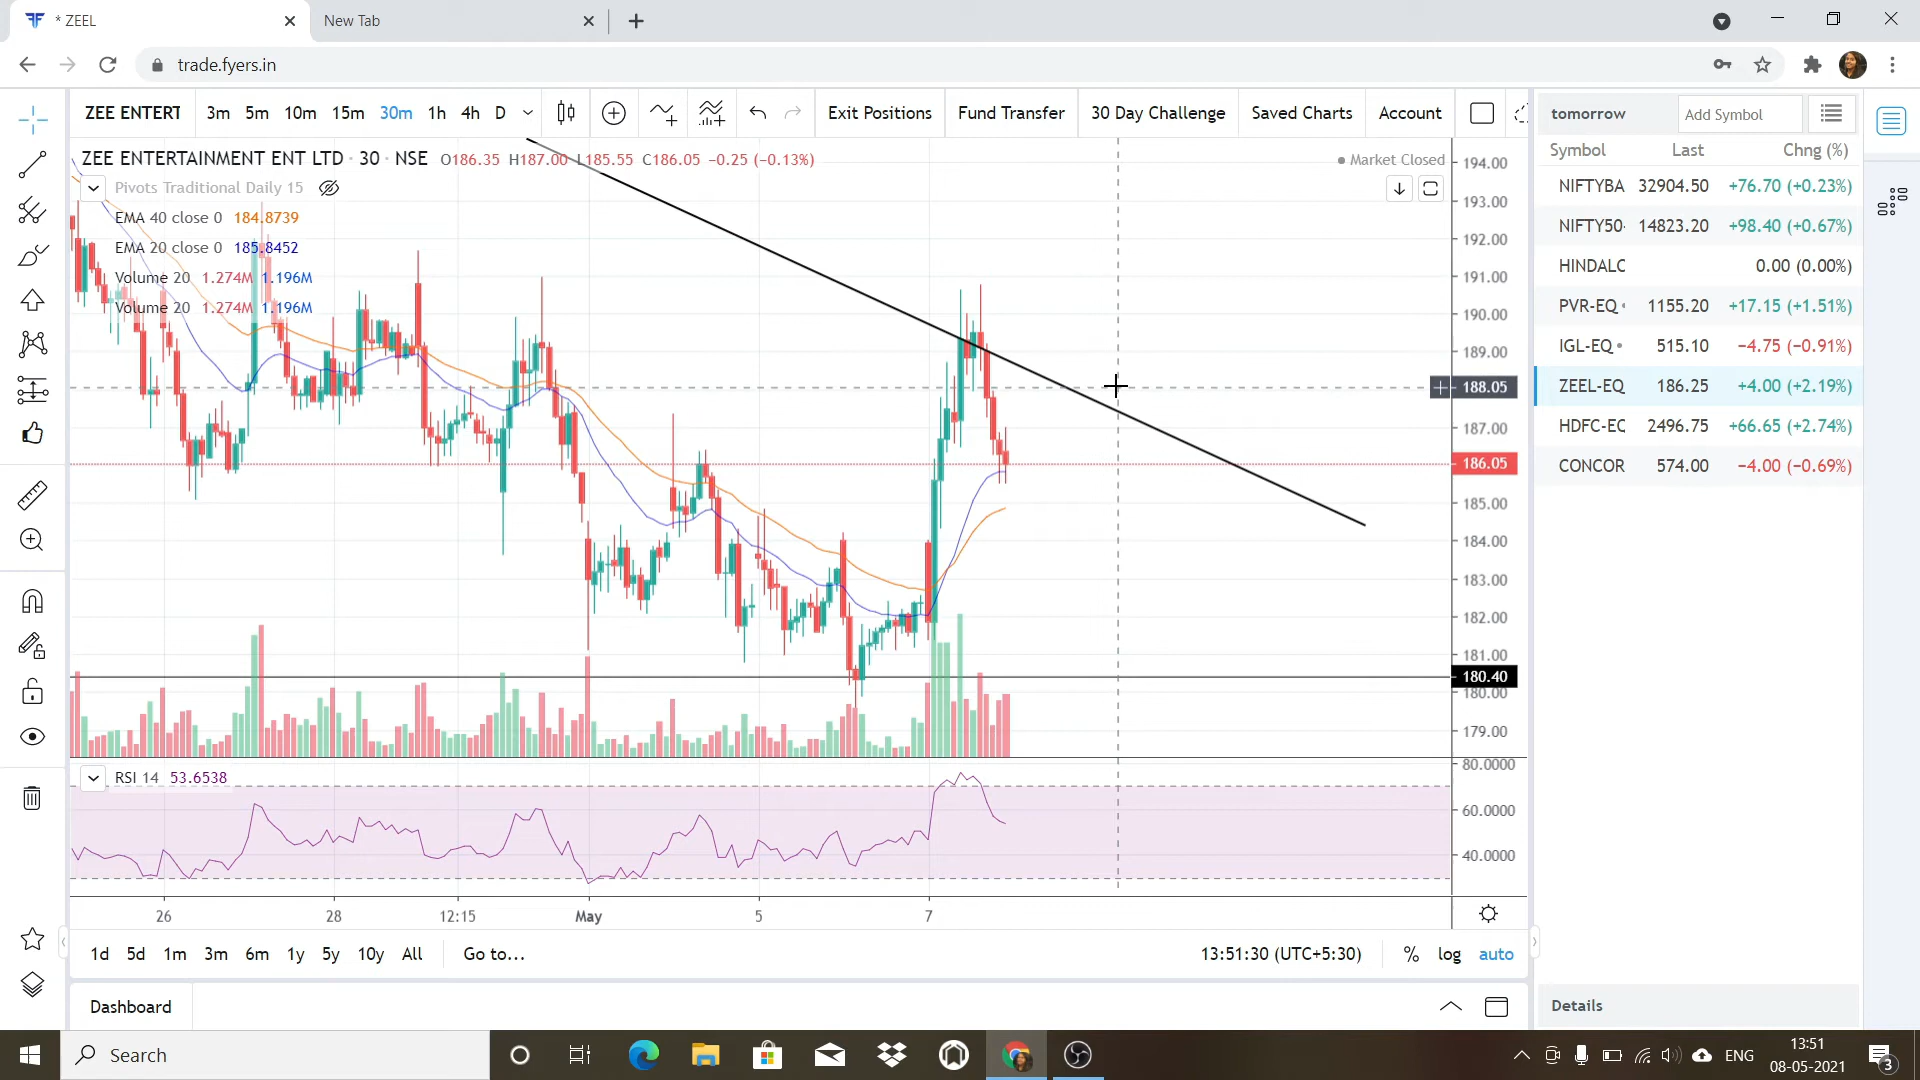 * ZEEL
New Tab
trade.fyers.in
ZEE ENTERT 3m 5m 10m 15m 30m 1h 4h D Exit Positions Fund Transfer 30 Day Challenge Saved Charts Account
ZEE ENTERTAINMENT ENT LTD · 30 · NSE O186.35 H187.00 L185.55 C186.05 −0.25 (−0.13%)
Market Closed
Pivots Traditional Daily 15
EMA 40 close 0 184.8739
EMA 20 close 0 185.8452
Volume 20 1.274M 1.196M
Volume 20 1.274M 1.196M
194.00
193.00
192.00
191.00
190.00
189.00
188.05
187.00
186.05
185.00
184.00
183.00
182.00
181.00
180.40
180.00
179.00
RSI 14 53.6538
80.0000
60.0000
40.0000
26 28 12:15 May 5 7
1d 5d 1m 3m 6m 1y 5y 10y All Go to... 13:51:30 (UTC+5:30) % log auto
Dashboard
tomorrow Add Symbol
Symbol Last Chng (%)
NIFTYBA 32904.50 +76.70 (+0.23%)
NIFTY50 14823.20 +98.40 (+0.67%)
HINDALC 0.00 (0.00%)
PVR-EQ 1155.20 +17.15 (+1.51%)
IGL-EQ 515.10 −4.75 (−0.91%)
ZEEL-EQ 186.25 +4.00 (+2.19%)
HDFC-EQ 2496.75 +66.65 (+2.74%)
CONCOR 574.00 −4.00 (−0.69%)
Details
Search
ENG
13:51
08-05-2021
3